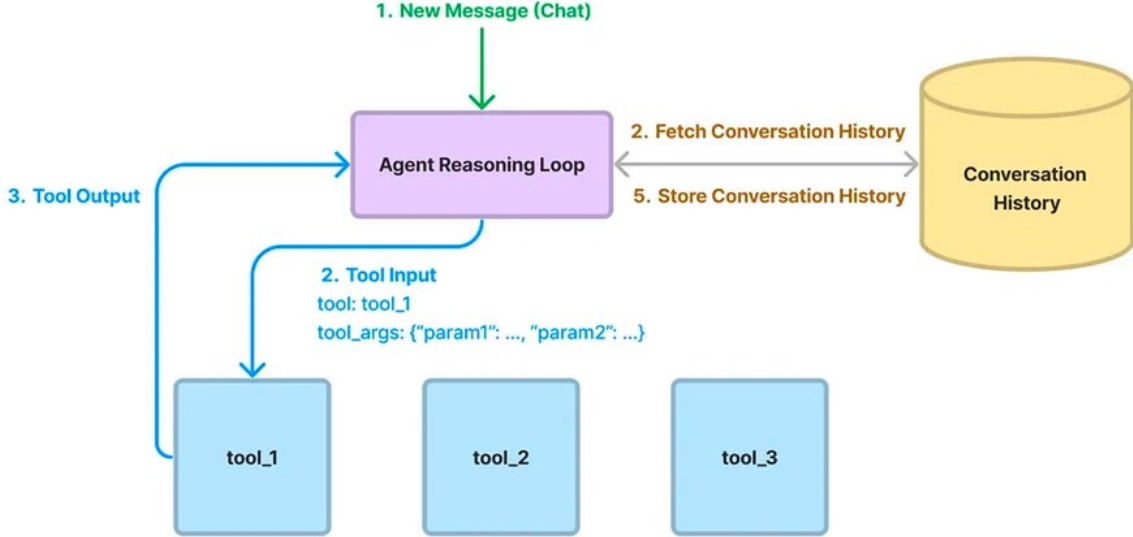 1. New Message (Chat)
2. Fetch Conversation History
Agent Reasoning Loop
Conversation
History
3. Tool Output
5. Store Conversation History
2. Tool Input
tool: tool_1
tool_args: {"param1": ..., "param2": ...}
tool_1
tool_2
tool_3